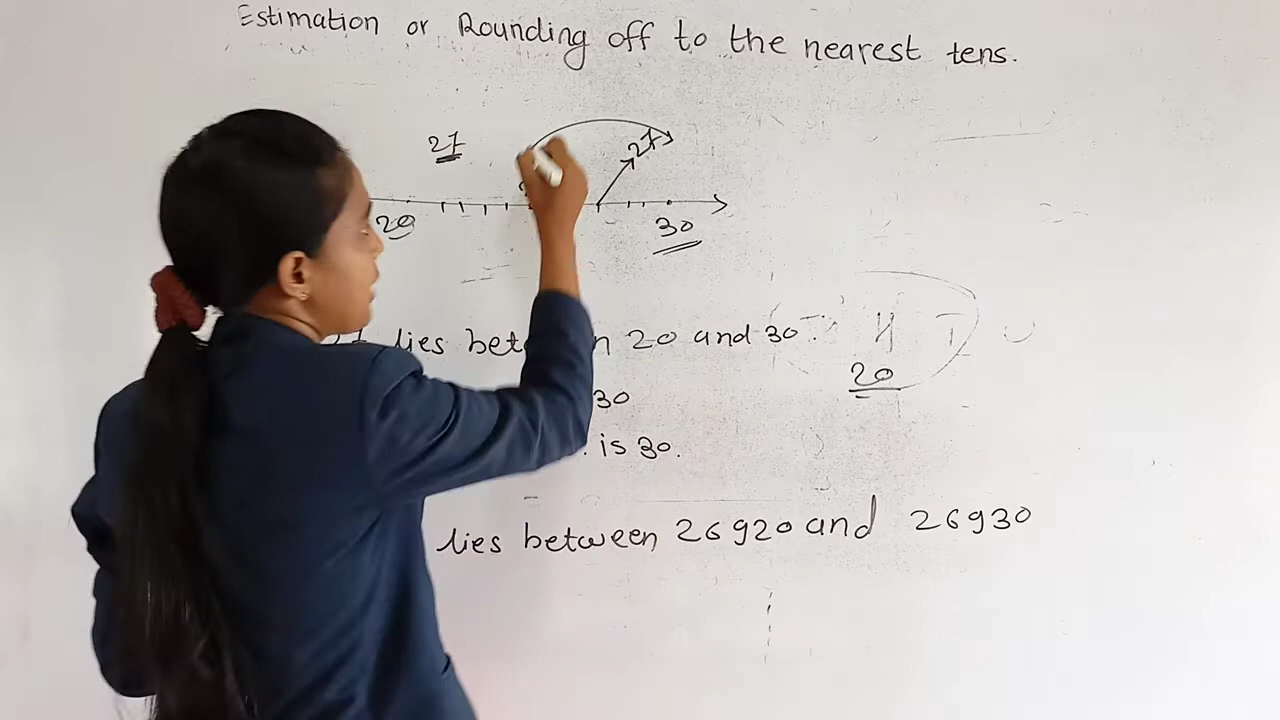 Estimation or Rounding off to the nearest tens.
27
27
20 30
27 lies between 20 and 30. H T U
20
30
is 30.
lies between 26920 and 26930